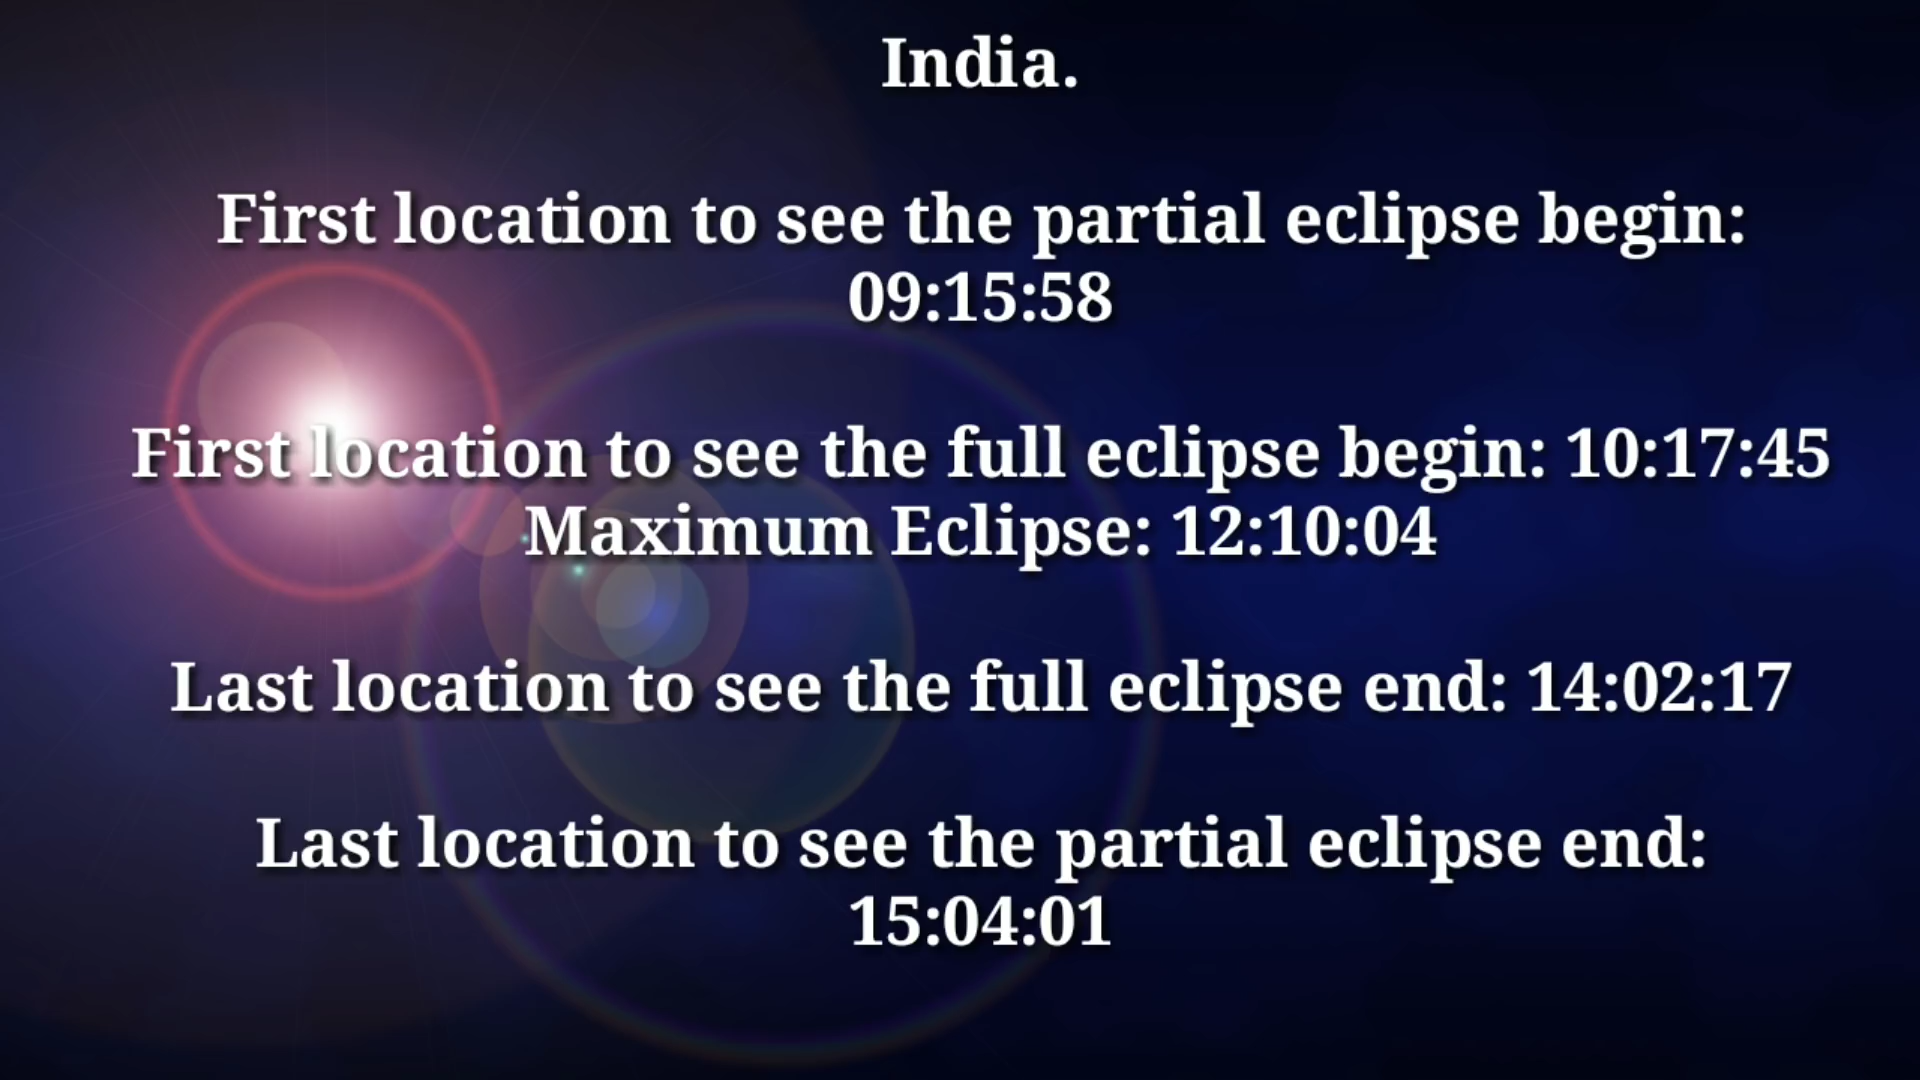 India.
First location to see the partial eclipse begin:
09:15:58
First location to see the full eclipse begin: 10:17:45
Maximum Eclipse: 12:10:04
Last location to see the full eclipse end: 14:02:17
Last location to see the partial eclipse end:
15:04:01